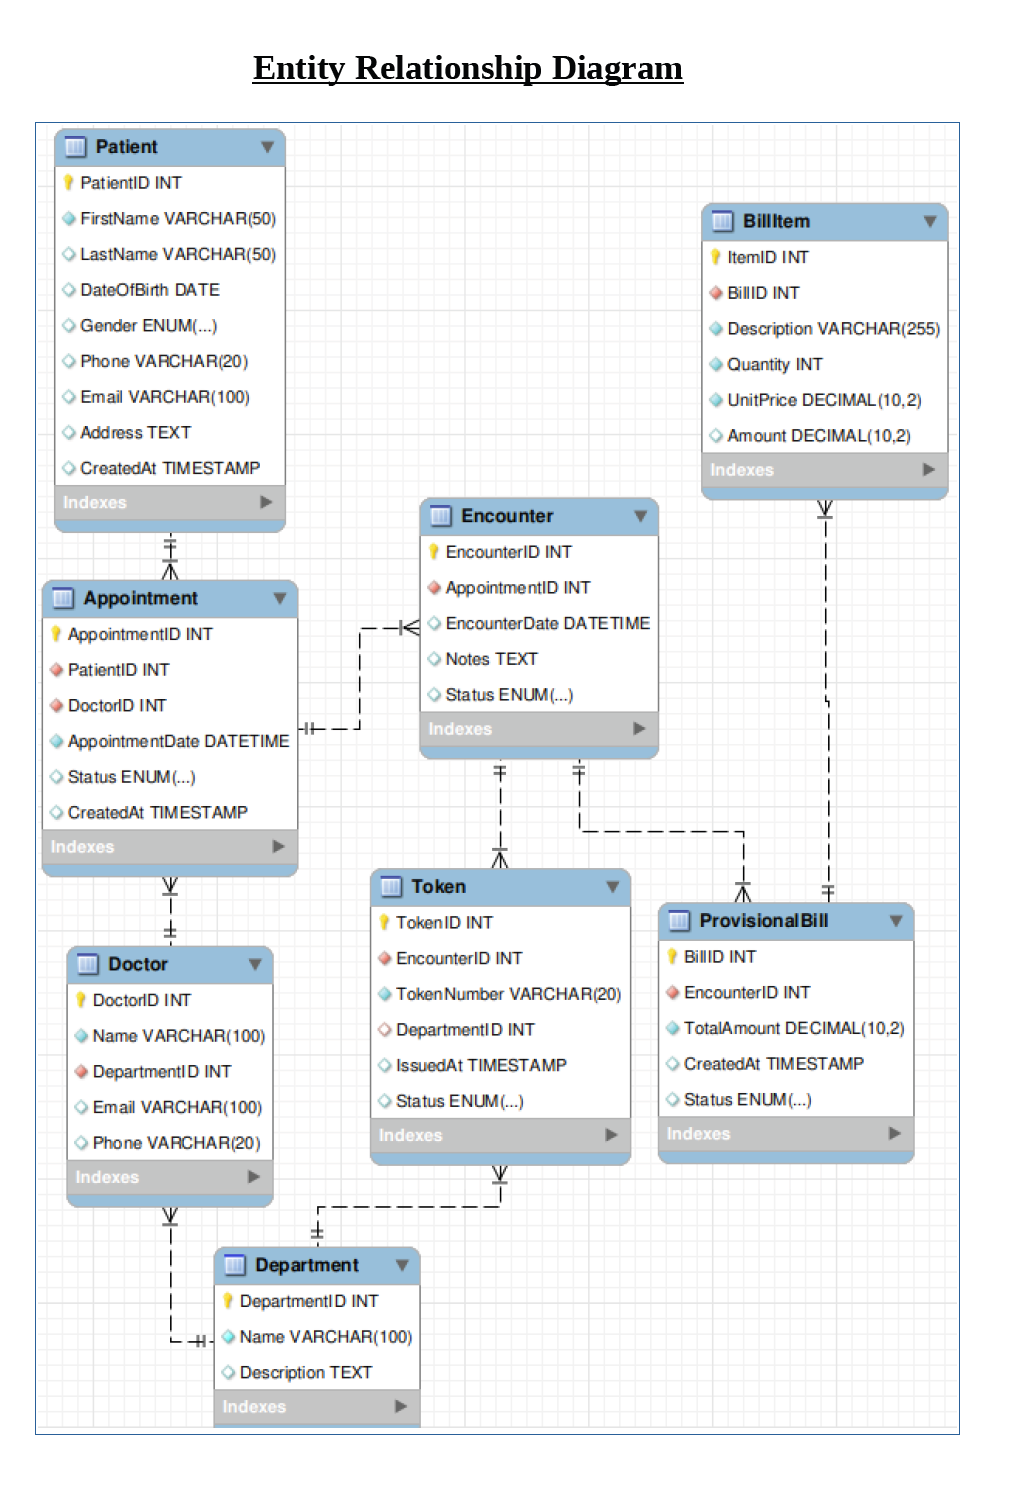 Entity Relationship Diagram
Patient
PatientID INT
FirstName VARCHAR(50)
LastName VARCHAR(50)
DateOfBirth DATE
Gender ENUM(...)
Phone VARCHAR(20)
Email VARCHAR(100)
Address TEXT
CreatedAt TIMESTAMP
Indexes
BillItem
ItemID INT
BillID INT
Description VARCHAR(255)
Quantity INT
UnitPrice DECIMAL(10,2)
Amount DECIMAL(10,2)
Indexes
Encounter
EncounterID INT
AppointmentID INT
EncounterDate DATETIME
Notes TEXT
Status ENUM(...)
Indexes
Appointment
AppointmentID INT
PatientID INT
DoctorID INT
AppointmentDate DATETIME
Status ENUM(...)
CreatedAt TIMESTAMP
Indexes
Token
TokenID INT
EncounterID INT
TokenNumber VARCHAR(20)
DepartmentID INT
IssuedAt TIMESTAMP
Status ENUM(...)
Indexes
ProvisionalBill
BillID INT
EncounterID INT
TotalAmount DECIMAL(10,2)
CreatedAt TIMESTAMP
Status ENUM(...)
Indexes
Doctor
DoctorID INT
Name VARCHAR(100)
DepartmentID INT
Email VARCHAR(100)
Phone VARCHAR(20)
Indexes
Department
DepartmentID INT
Name VARCHAR(100)
Description TEXT
Indexes